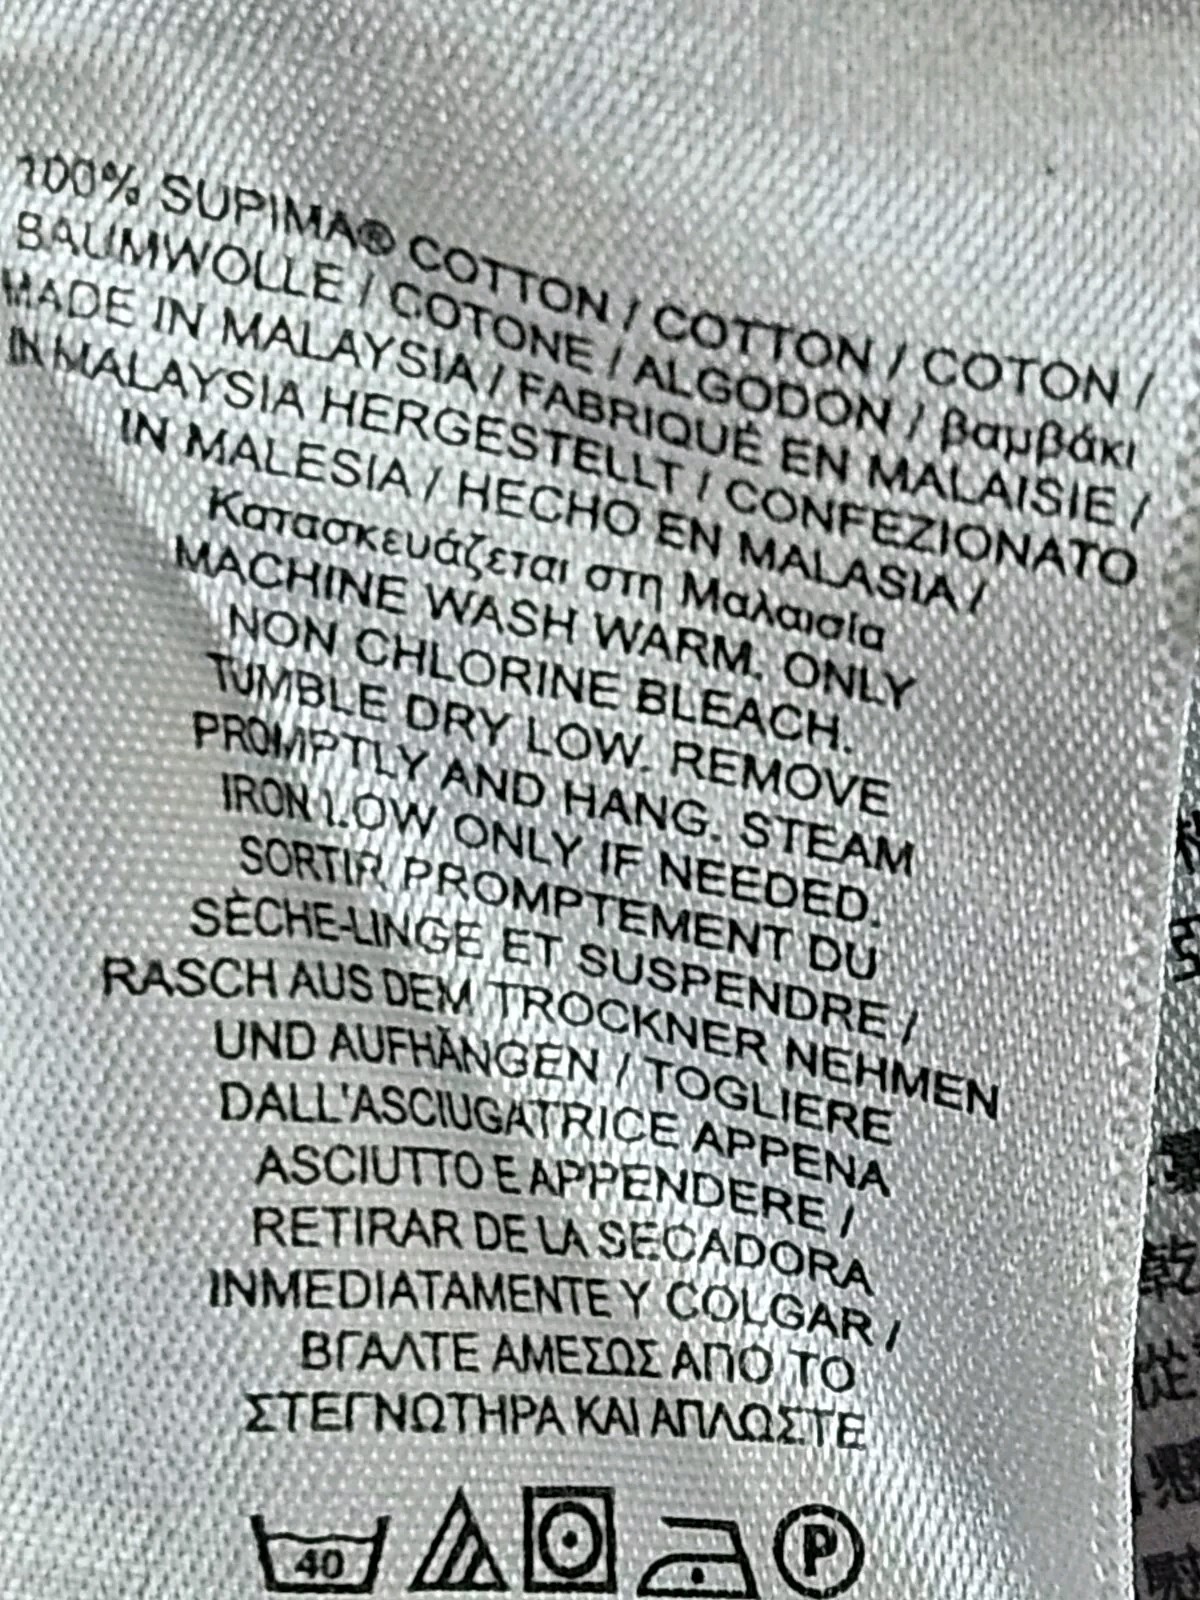 100% SUPIMA® COTTON / COTTON / COTON /
BAUMWOLLE / COTONE / ALGODON / βαμβάκι
MADE IN MALAYSIA / FABRIQUÉ EN MALAISIE /
IN MALAYSIA HERGESTELLT / CONFEZIONATO
IN MALESIA / HECHO EN MALASIA /
Κατασκευάζεται στη Μαλαισία
MACHINE WASH WARM. ONLY
NON CHLORINE BLEACH.
TUMBLE DRY LOW. REMOVE
PROMPTLY AND HANG. STEAM
IRON LOW ONLY IF NEEDED.
SORTIR PROMPTEMENT DU
SÈCHE-LINGE ET SUSPENDRE /
RASCH AUS DEM TROCKNER NEHMEN
UND AUFHÄNGEN / TOGLIERE
DALL'ASCIUGATRICE APPENA
ASCIUTTO E APPENDERE /
RETIRAR DE LA SECADORA
INMEDIATAMENTE Y COLGAR /
ΒΓΑΛΤΕ ΑΜΕΣΩΣ ΑΠΟ ΤΟ
ΣΤΕΓΝΩΤΗΡΑ ΚΑΙ ΑΠΛΩΣΤΕ
40 P
乾
從